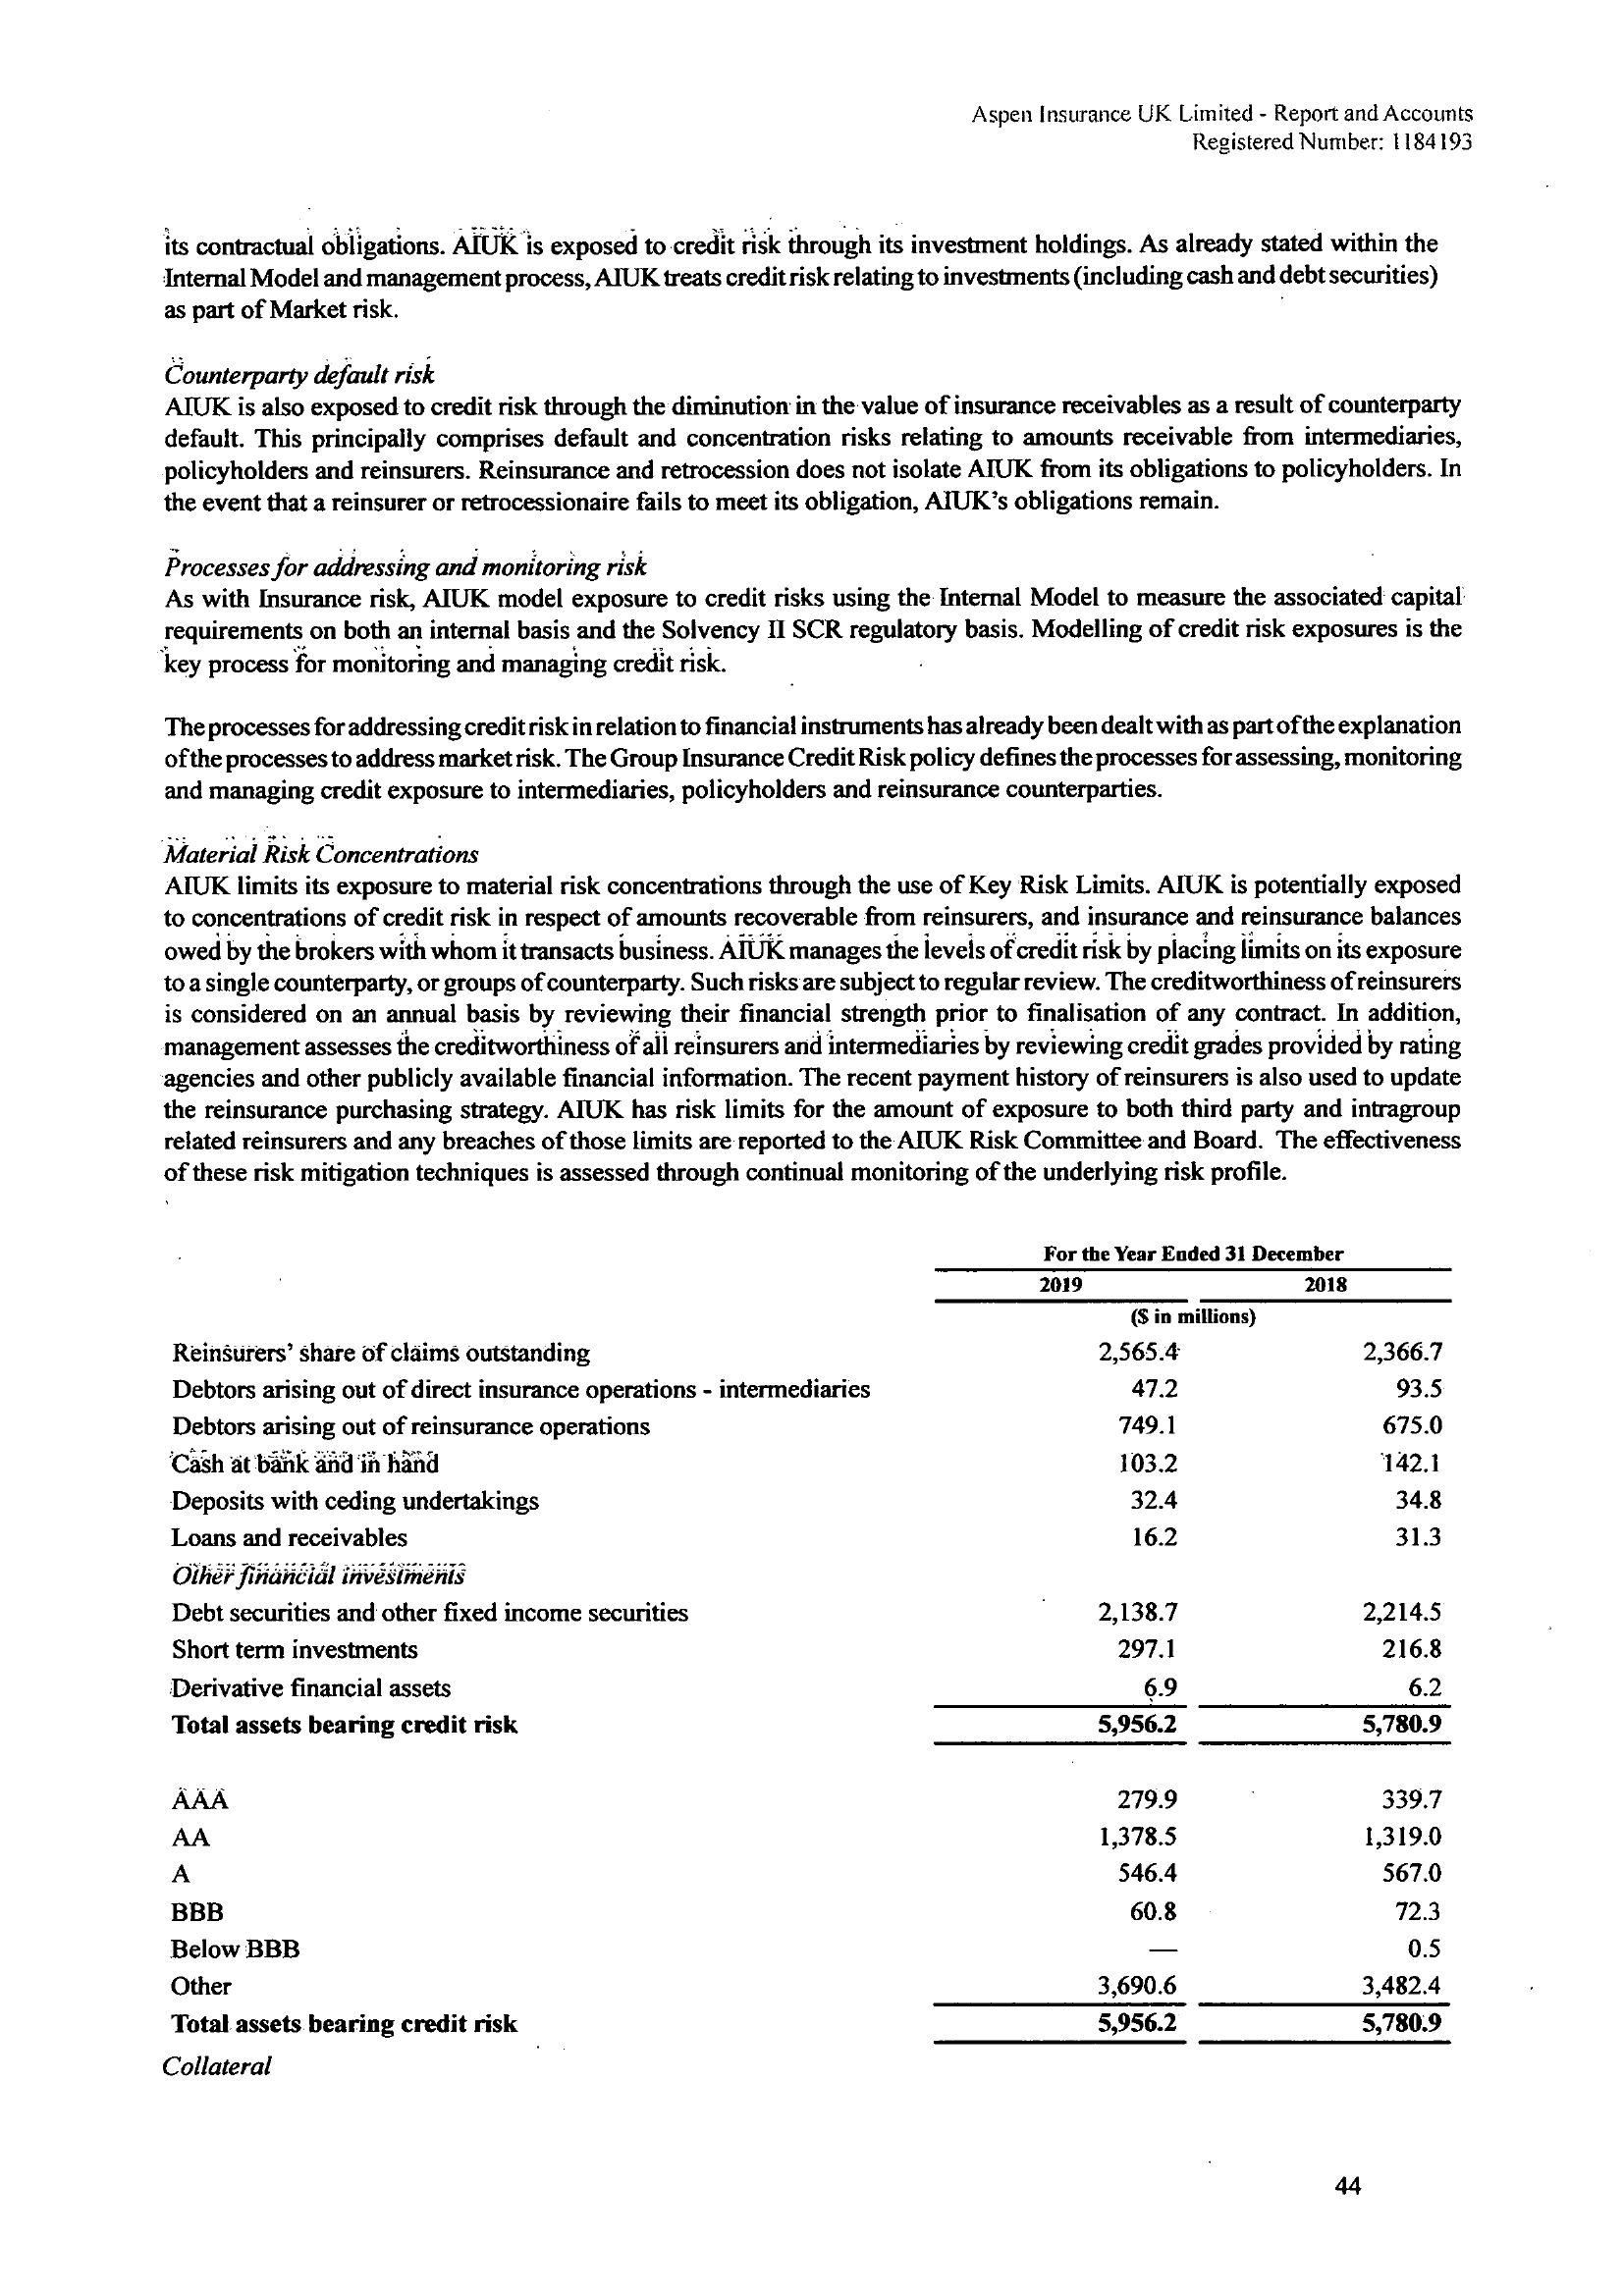 Aspen Insurance UK Limited - Report and Accounts
Registered Number: 1184193
its contractual obligations. AIUK is exposed to credit risk through its investment holdings. As already stated within the
Internal Model and management process, AIUK treats credit risk relating to investments (including cash and debt securities)
as part of Market risk.
Counterparty default risk
AIUK is also exposed to credit risk through the diminution in the value of insurance receivables as a result of counterparty
default. This principally comprises default and concentration risks relating to amounts receivable from intermediaries,
policyholders and reinsurers. Reinsurance and retrocession does not isolate AIUK from its obligations to policyholders. In
the event that a reinsurer or retrocessionaire fails to meet its obligation, AIUK's obligations remain.
Processes for addressing and monitoring risk
As with Insurance risk, AIUK model exposure to credit risks using the Internal Model to measure the associated capital
requirements on both an internal basis and the Solvency II SCR regulatory basis. Modelling of credit risk exposures is the
key process for monitoring and managing credit risk.
The processes for addressing credit risk in relation to financial instruments has already been dealt with as part of the explanation
of the processes to address market risk. The Group Insurance Credit Risk policy defines the processes for assessing, monitoring
and managing credit exposure to intermediaries, policyholders and reinsurance counterparties.
Material Risk Concentrations
AIUK limits its exposure to material risk concentrations through the use of Key Risk Limits. AIUK is potentially exposed
to concentrations of credit risk in respect of amounts recoverable from reinsurers, and insurance and reinsurance balances
owed by the brokers with whom it transacts business. AIUK manages the levels of credit risk by placing limits on its exposure
to a single counterparty, or groups of counterparty. Such risks are subject to regular review. The creditworthiness of reinsurers
is considered on an annual basis by reviewing their financial strength prior to finalisation of any contract. In addition,
management assesses the creditworthiness of all reinsurers and intermediaries by reviewing credit grades provided by rating
agencies and other publicly available financial information. The recent payment history of reinsurers is also used to update
the reinsurance purchasing strategy. AIUK has risk limits for the amount of exposure to both third party and intragroup
related reinsurers and any breaches of those limits are reported to the AIUK Risk Committee and Board. The effectiveness
of these risk mitigation techniques is assessed through continual monitoring of the underlying risk profile.
For the Year Ended 31 December
2019 2018
($ in millions)
Reinsurers' share of claims outstanding 2,565.4 2,366.7
Debtors arising out of direct insurance operations - intermediaries 47.2 93.5
Debtors arising out of reinsurance operations 749.1 675.0
Cash at bank and in hand 103.2 142.1
Deposits with ceding undertakings 32.4 34.8
Loans and receivables 16.2 31.3
Other financial investments
Debt securities and other fixed income securities 2,138.7 2,214.5
Short term investments 297.1 216.8
Derivative financial assets 6.9 6.2
Total assets bearing credit risk 5,956.2 5,780.9
AAA 279.9 339.7
AA 1,378.5 1,319.0
A 546.4 567.0
BBB 60.8 72.3
Below BBB — 0.5
Other 3,690.6 3,482.4
Total assets bearing credit risk 5,956.2 5,780.9
Collateral
44